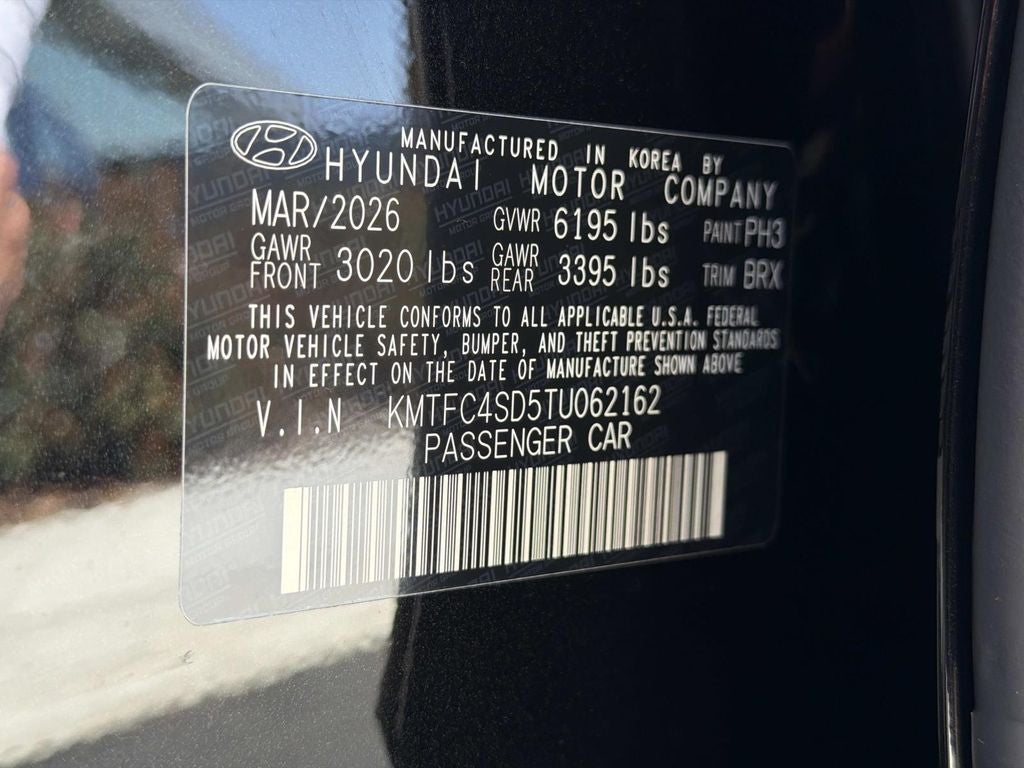 MANUFACTURED IN KOREA BY
HYUNDAI MOTOR COMPANY
MAR/2026 GVWR 6195 lbs PAINT PH3
GAWR FRONT 3020 lbs GAWR REAR 3395 lbs TRIM BRX
THIS VEHICLE CONFORMS TO ALL APPLICABLE U.S.A. FEDERAL
MOTOR VEHICLE SAFETY, BUMPER, AND THEFT PREVENTION STANDARDS
IN EFFECT ON THE DATE OF MANUFACTURE SHOWN ABOVE
V.I.N KMTFC4SD5TU062162
PASSENGER CAR